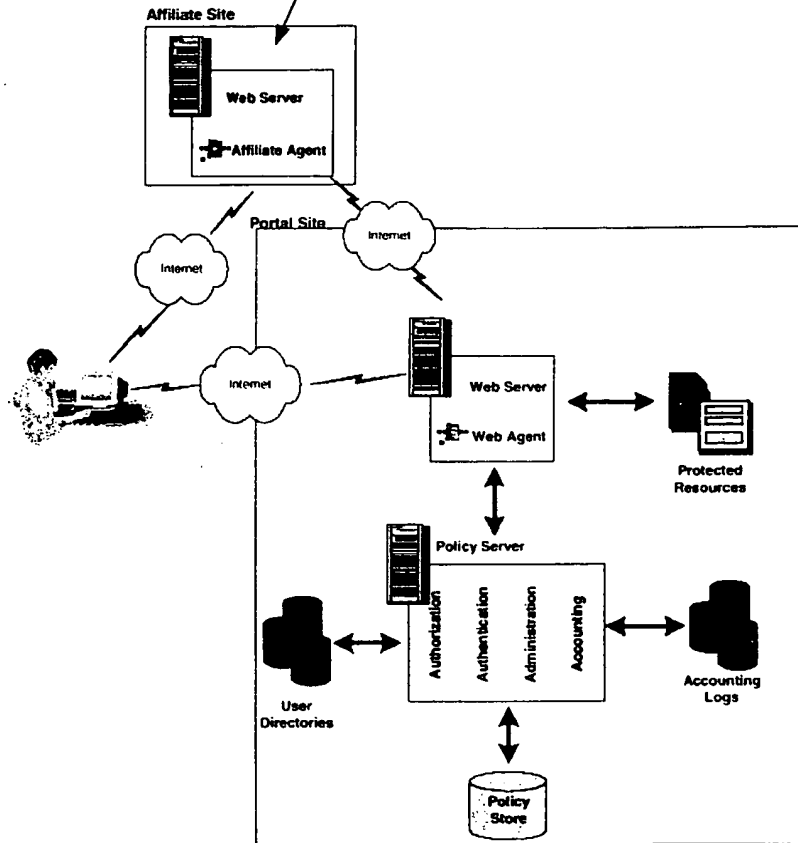 Affiliate Site
Web Server
Affiliate Agent
Portal Site
Internet
Internet
Internet
Web Server
Web Agent
Protected
Resources
Policy Server
Authorization
Authentication
Administration
Accounting
User
Directories
Accounting
Logs
Policy
Store